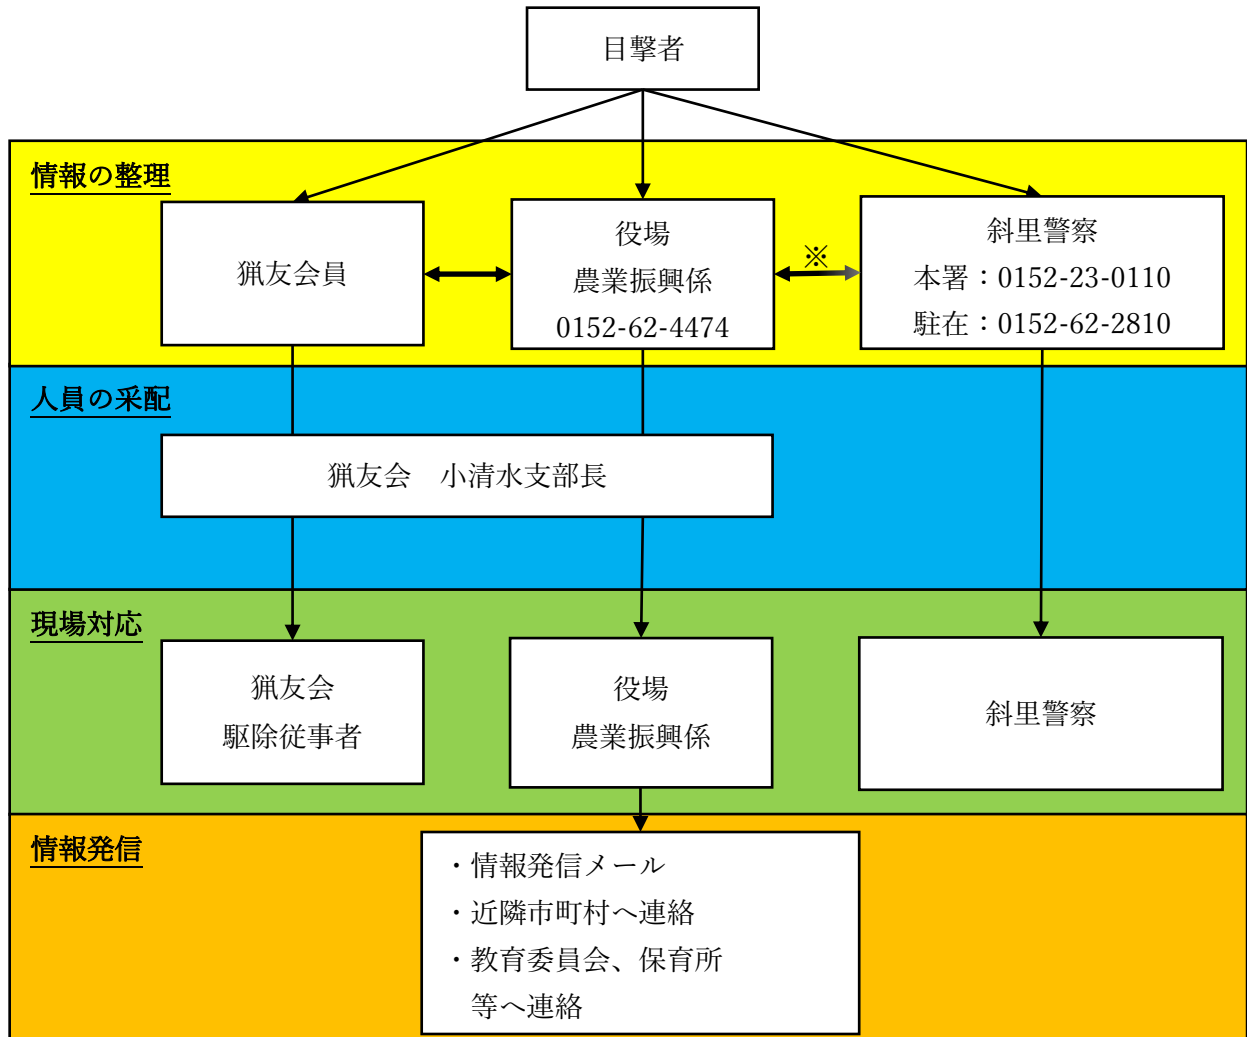 目撃者
情報の整理
猟友会員
役場
農業振興係
0152-62-4474
※
斜里警察
本署：0152-23-0110
駐在：0152-62-2810
人員の采配
猟友会　小清水支部長
現場対応
猟友会
駆除従事者
役場
農業振興係
斜里警察
情報発信
・情報発信メール
・近隣市町村へ連絡
・教育委員会、保育所
等へ連絡